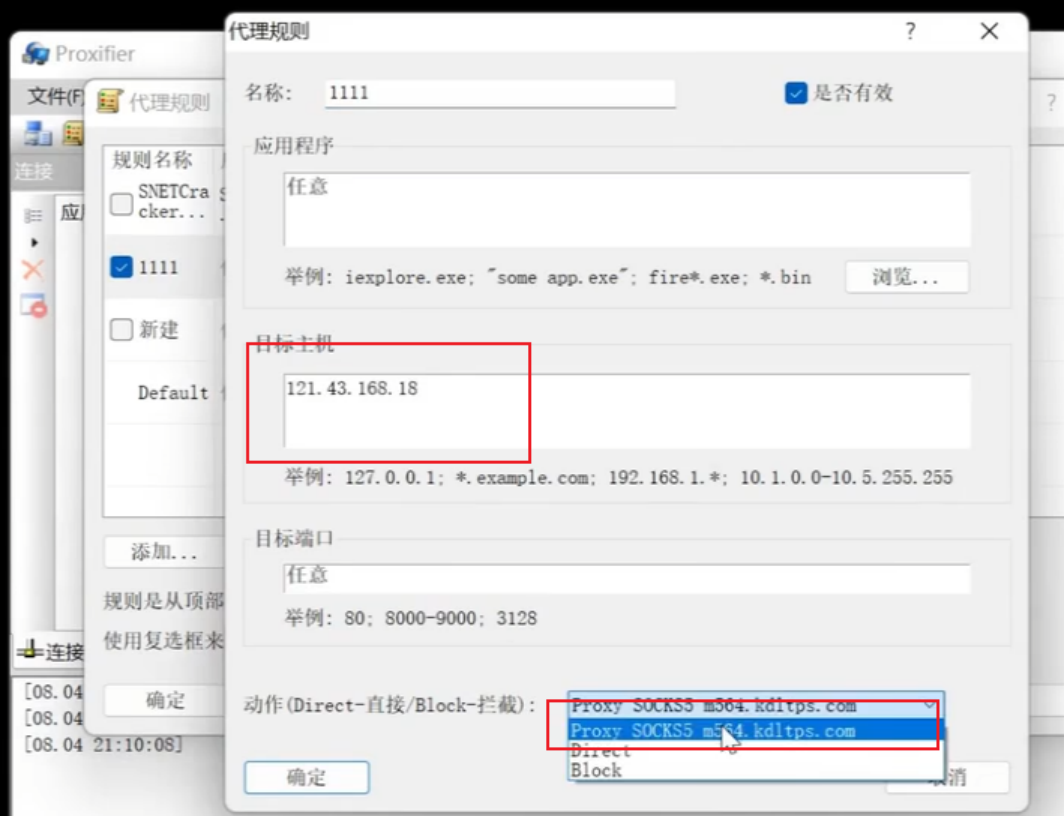 代理规则
?
Proxifier
文件(F)
代理规则
?
名称:
1111
是否有效
连接
规则名称
应用程序
SNETCra
cker...
任意
应
1111
举例: iexplore.exe; "some app.exe"; fire*.exe; *.bin
浏览...
新建
目标主机
Default
121.43.168.18
举例: 127.0.0.1; *.example.com; 192.168.1.*; 10.1.0.0-10.5.255.255
目标端口
添加...
任意
规则是从顶部
举例: 80; 8000-9000; 3128
使用复选框来
连接
[08.04
确定
动作(Direct-直接/Block-拦截):
Proxy SOCKS5 m564.kdltps.com
[08.04
Proxy SOCKS5 m564.kdltps.com
[08.04 21:10:08]
Direct
Block
确定
消